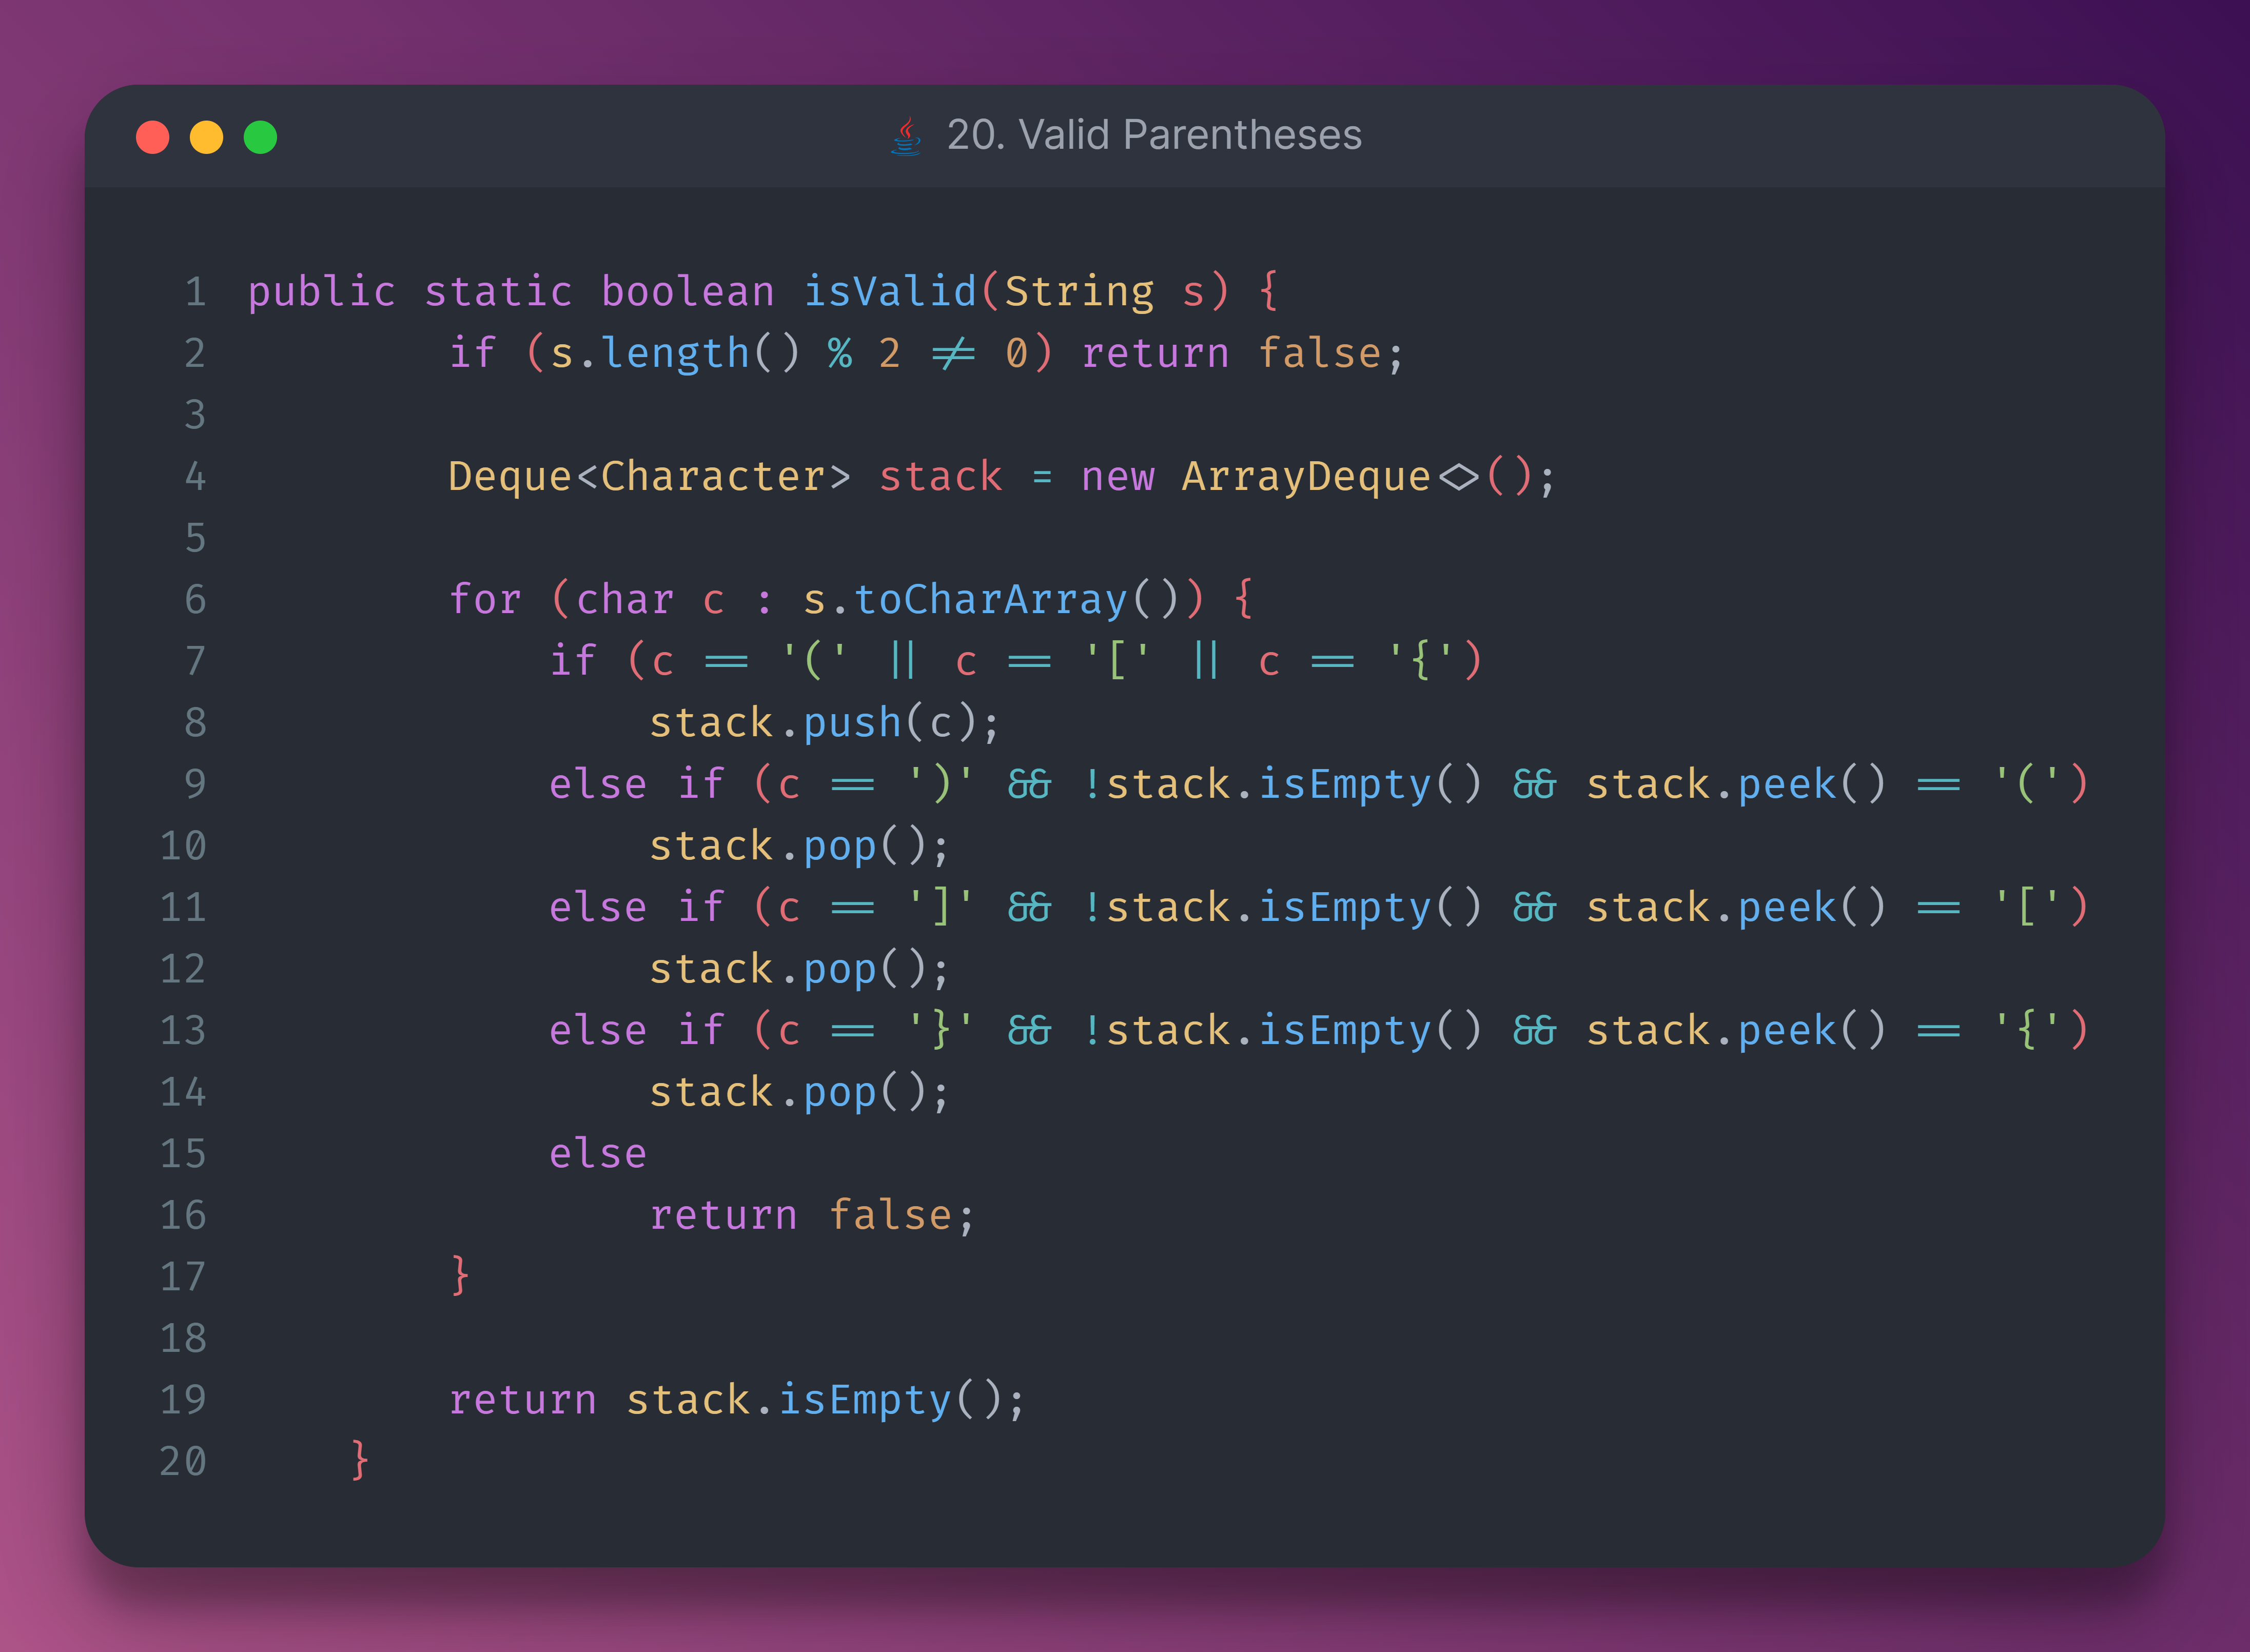 20. Valid Parentheses
1 public static boolean isValid(String s) {
2         if (s.length() % 2 != 0) return false;
3
4         Deque<Character> stack = new ArrayDeque<>();
5
6         for (char c : s.toCharArray()) {
7             if (c == '(' || c == '[' || c == '{')
8                 stack.push(c);
9             else if (c == ')' && !stack.isEmpty() && stack.peek() == '(')
10                 stack.pop();
11             else if (c == ']' && !stack.isEmpty() && stack.peek() == '[')
12                 stack.pop();
13             else if (c == '}' && !stack.isEmpty() && stack.peek() == '{')
14                 stack.pop();
15             else
16                 return false;
17         }
18
19         return stack.isEmpty();
20     }